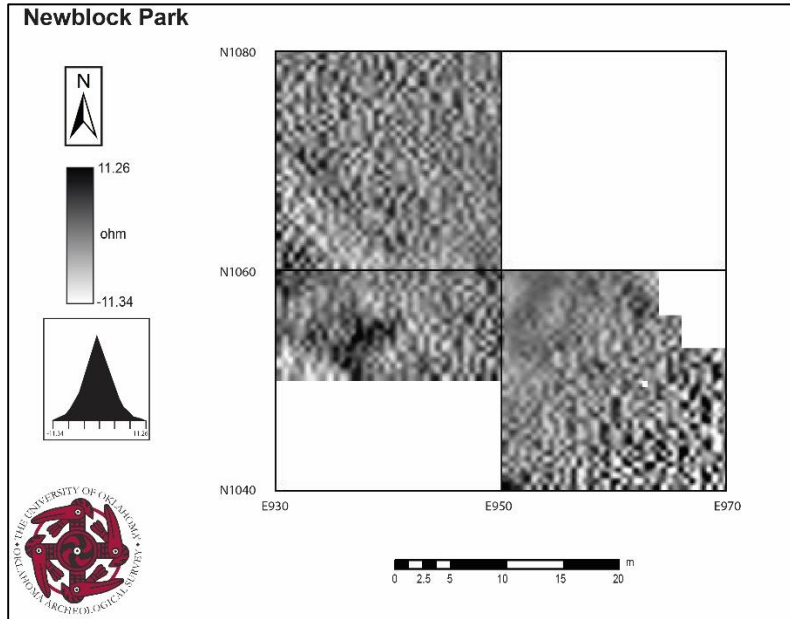 Newblock Park
N1080
N
11.26
ohm
-11.34
N1060
-11.34
11.26
N1040
E930
E950
E970
m
0
2.5
5
10
15
20
THE UNIVERSITY OF OKLAHOMA
OKLAHOMA ARCHEOLOGICAL SURVEY